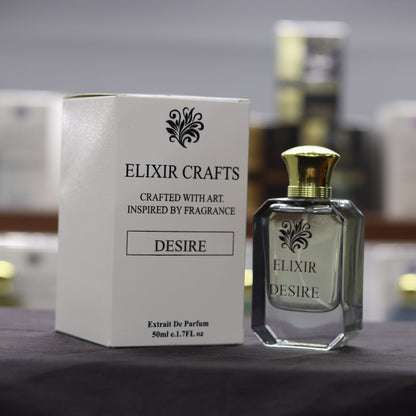 ELIXIR CRAFTS
CRAFTED WITH ART.
INSPIRED BY FRAGRANCE
DESIRE
Extrait De Parfum
50ml e.1.7FL oz
ELIXIR
DESIRE